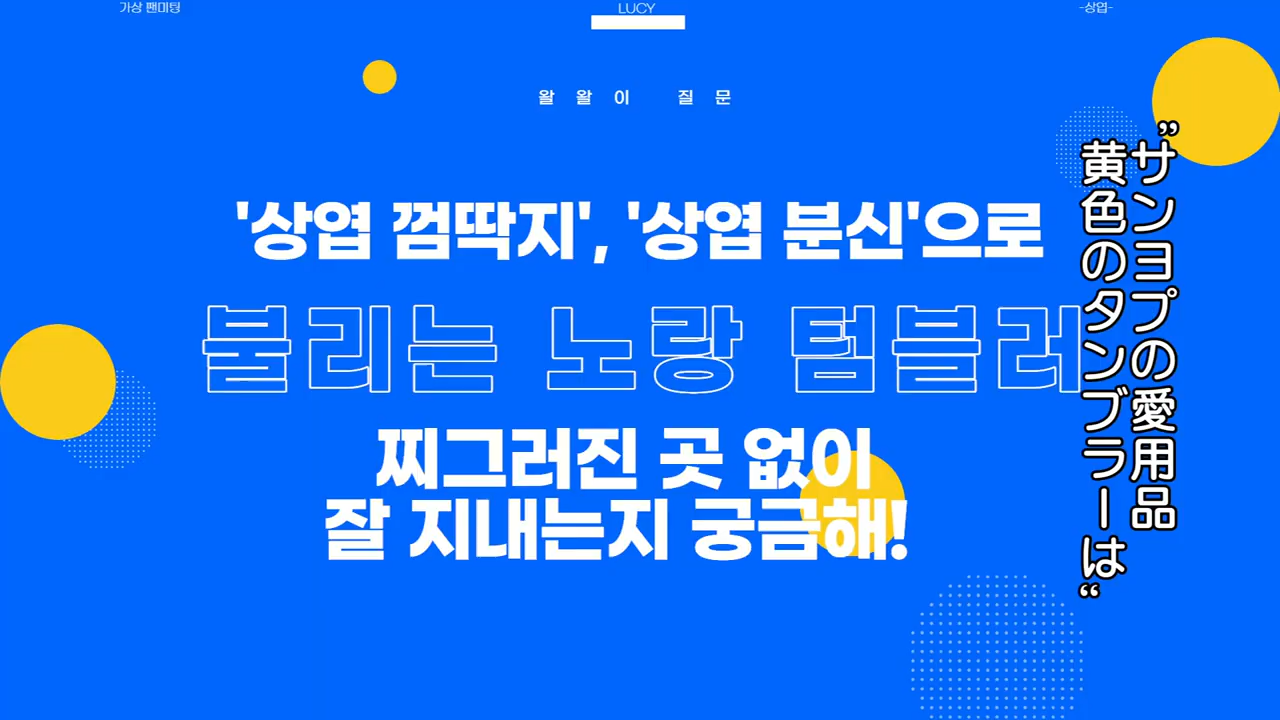 가상 팬미팅
LUCY
-상엽-
왈왈이 질문
'상엽 껌딱지', '상엽 분신'으로
불리는 노랑 텀블러
찌그러진 곳 없이
잘 지내는지 궁금해!
”サンヨプの愛用品
黄色のタンブラーは“